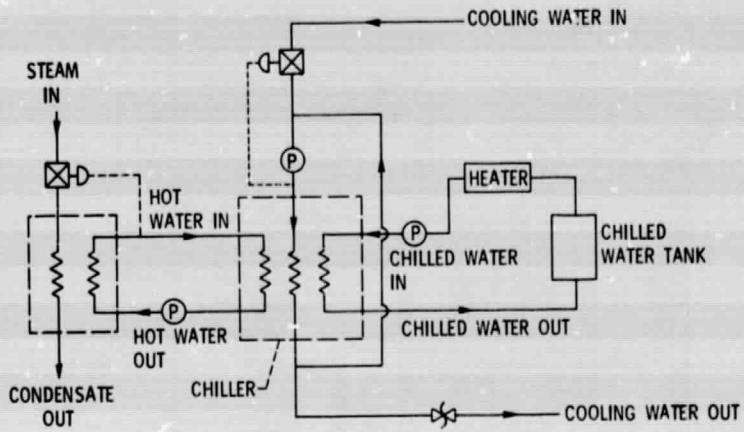 COOLING WATER IN
STEAM
IN
P
HEATER
HOT
WATER IN
P
CHILLED WATER
IN
CHILLED
WATER TANK
P
HOT WATER
OUT
CHILLED WATER OUT
CHILLER
CONDENSATE
OUT
COOLING WATER OUT